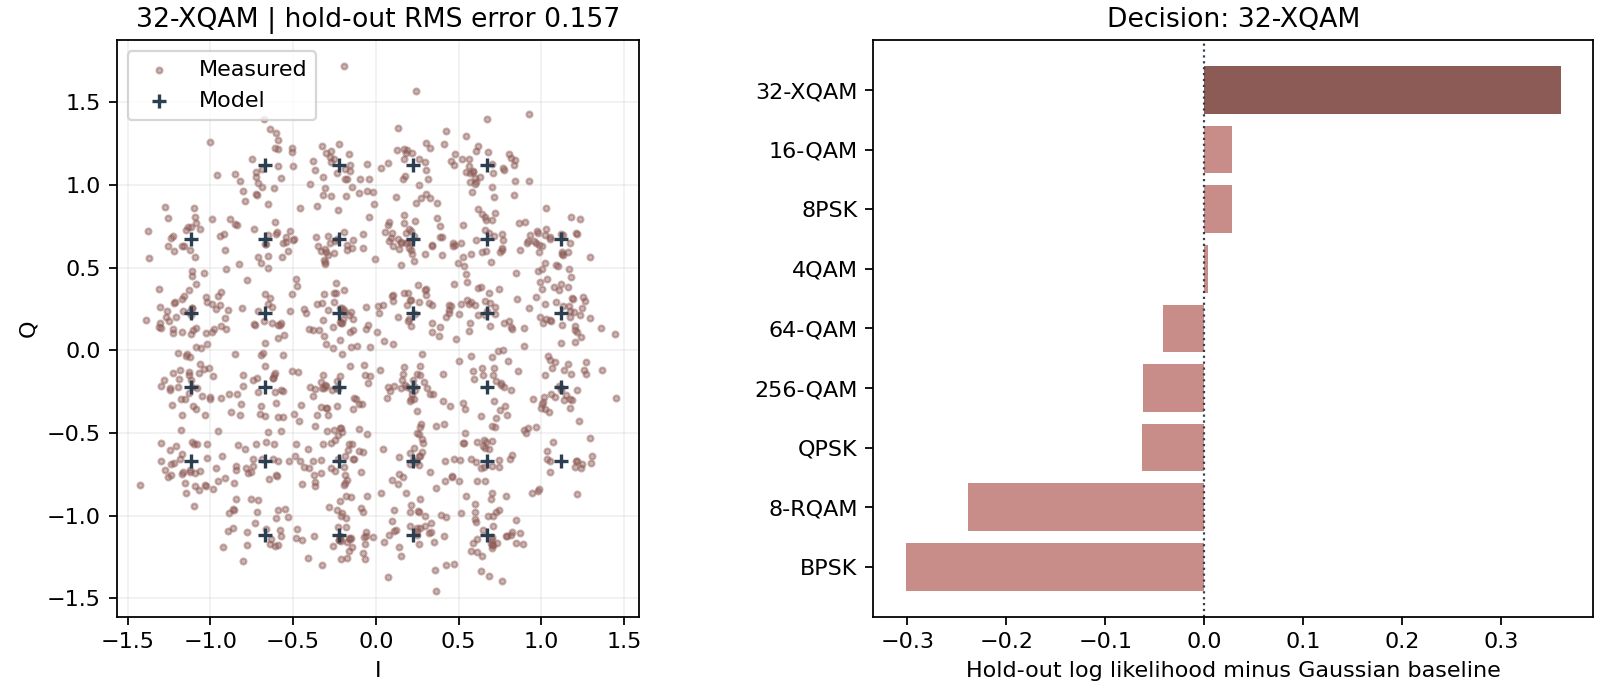 32-XQAM | hold-out RMS error 0.157
Measured
Model
1.5
1.0
0.5
0.0
−0.5
−1.0
−1.5
Q
−1.5 −1.0 −0.5 0.0 0.5 1.0 1.5
I
Decision: 32-XQAM
32-XQAM
16-QAM
8PSK
4QAM
64-QAM
256-QAM
QPSK
8-RQAM
BPSK
−0.3 −0.2 −0.1 0.0 0.1 0.2 0.3
Hold-out log likelihood minus Gaussian baseline